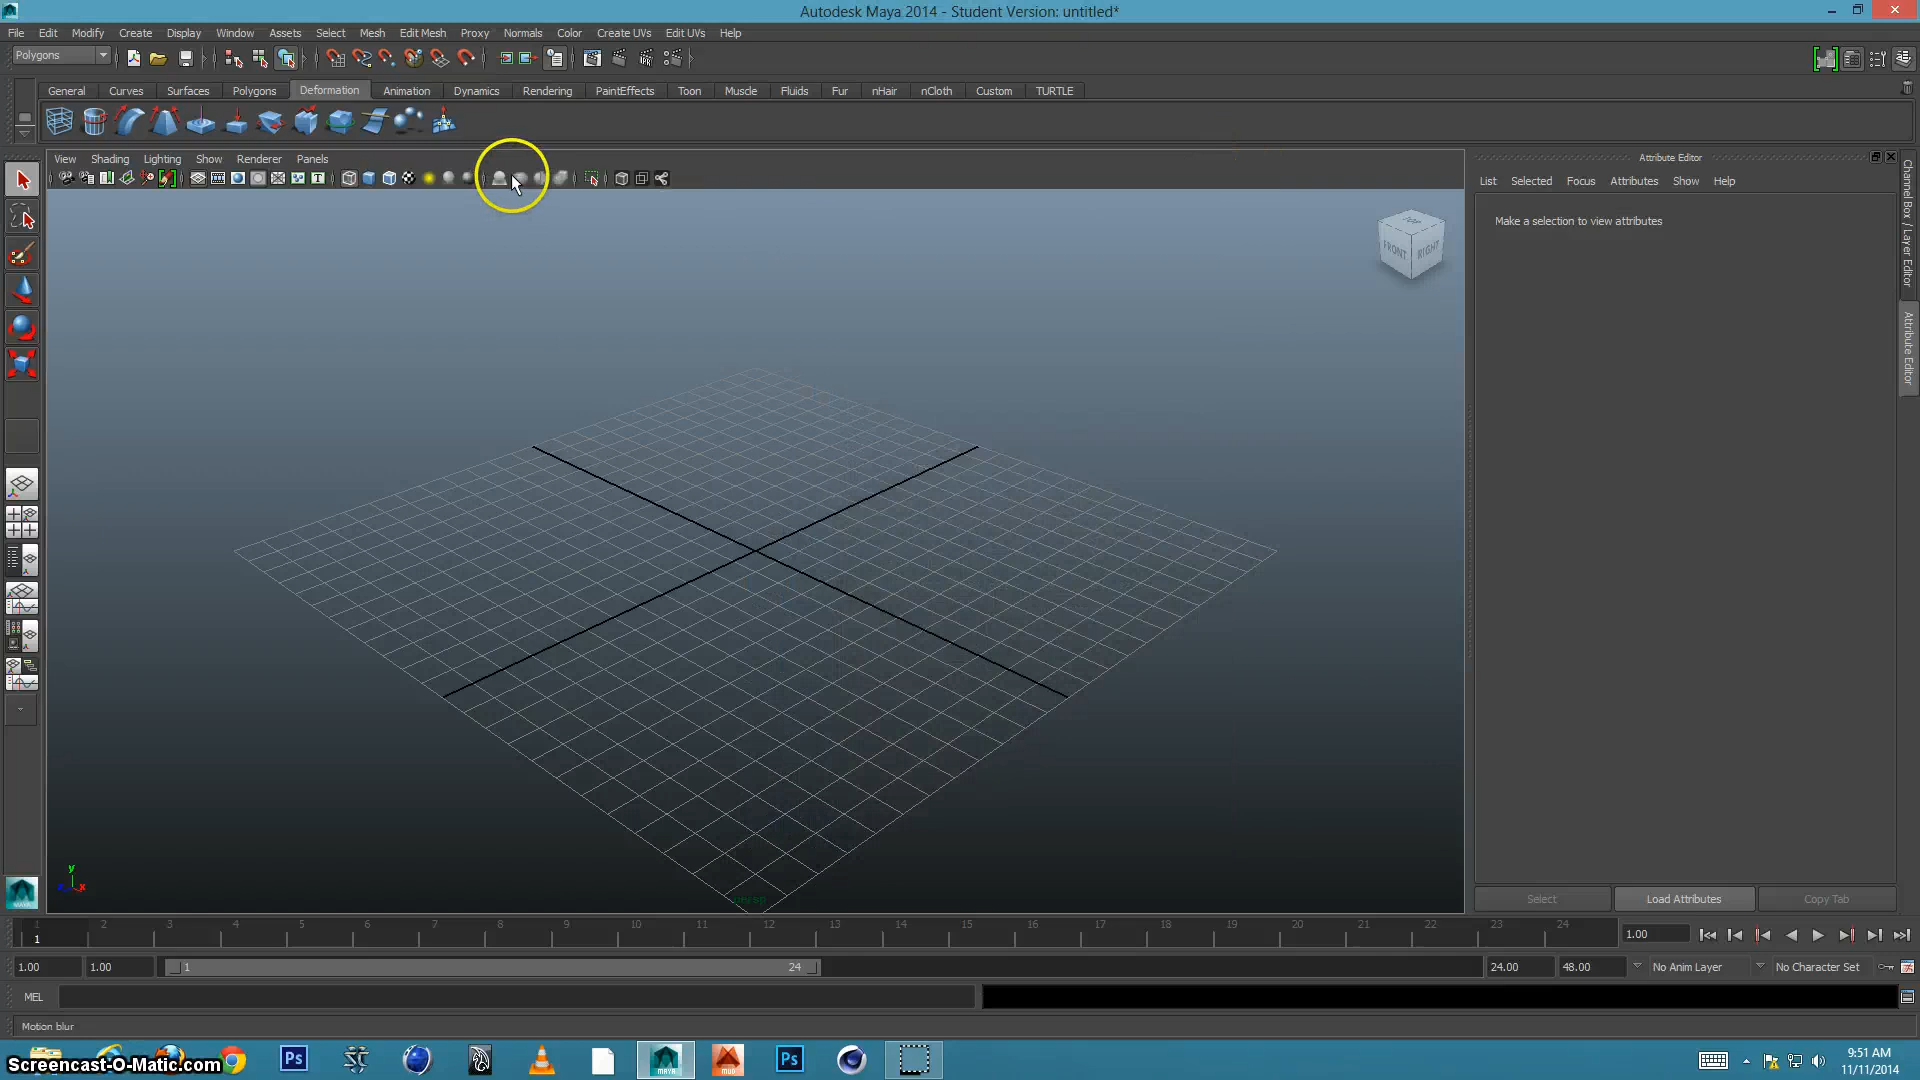 Autodesk Maya 2014 - Student Version: untitled*
File Edit Modify Create Display Window Assets Select Mesh Edit Mesh Proxy Normals Color Create UVs Edit UVs Help
Polygons
General Curves Surfaces Polygons Deformation Animation Dynamics Rendering PaintEffects Toon Muscle Fluids Fur nHair nCloth Custom TURTLE
View Shading Lighting Show Renderer Panels
Attribute Editor
List Selected Focus Attributes Show Help
Make a selection to view attributes
FRONT RIGHT
Channel Box / Layer Editor
Attribute Editor
y
x
Select Load Attributes Copy Tab
1 2 3 4 5 6 7 8 9 10 11 12 13 14 15 16 17 18 19 20 21 22 23 24
1
1.00
1.00 1.00 1 24 24.00 48.00 No Anim Layer No Character Set
MEL
Motion blur
Screencast-O-Matic.com
Ps
MAYA
MUD
Ps
9:51 AM
11/11/2014